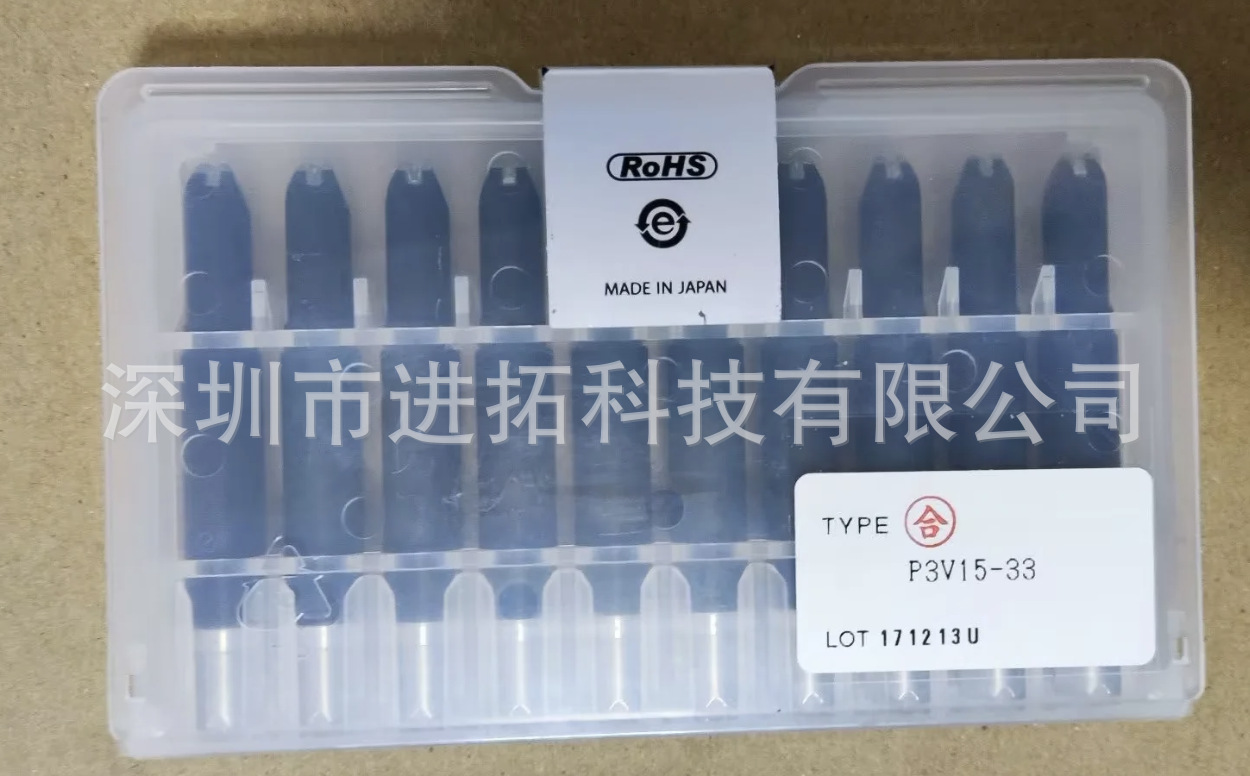 RoHS
e
MADE IN JAPAN
深圳市进拓科技有限公司
TYPE 合
P3V15-33
LOT 171213U